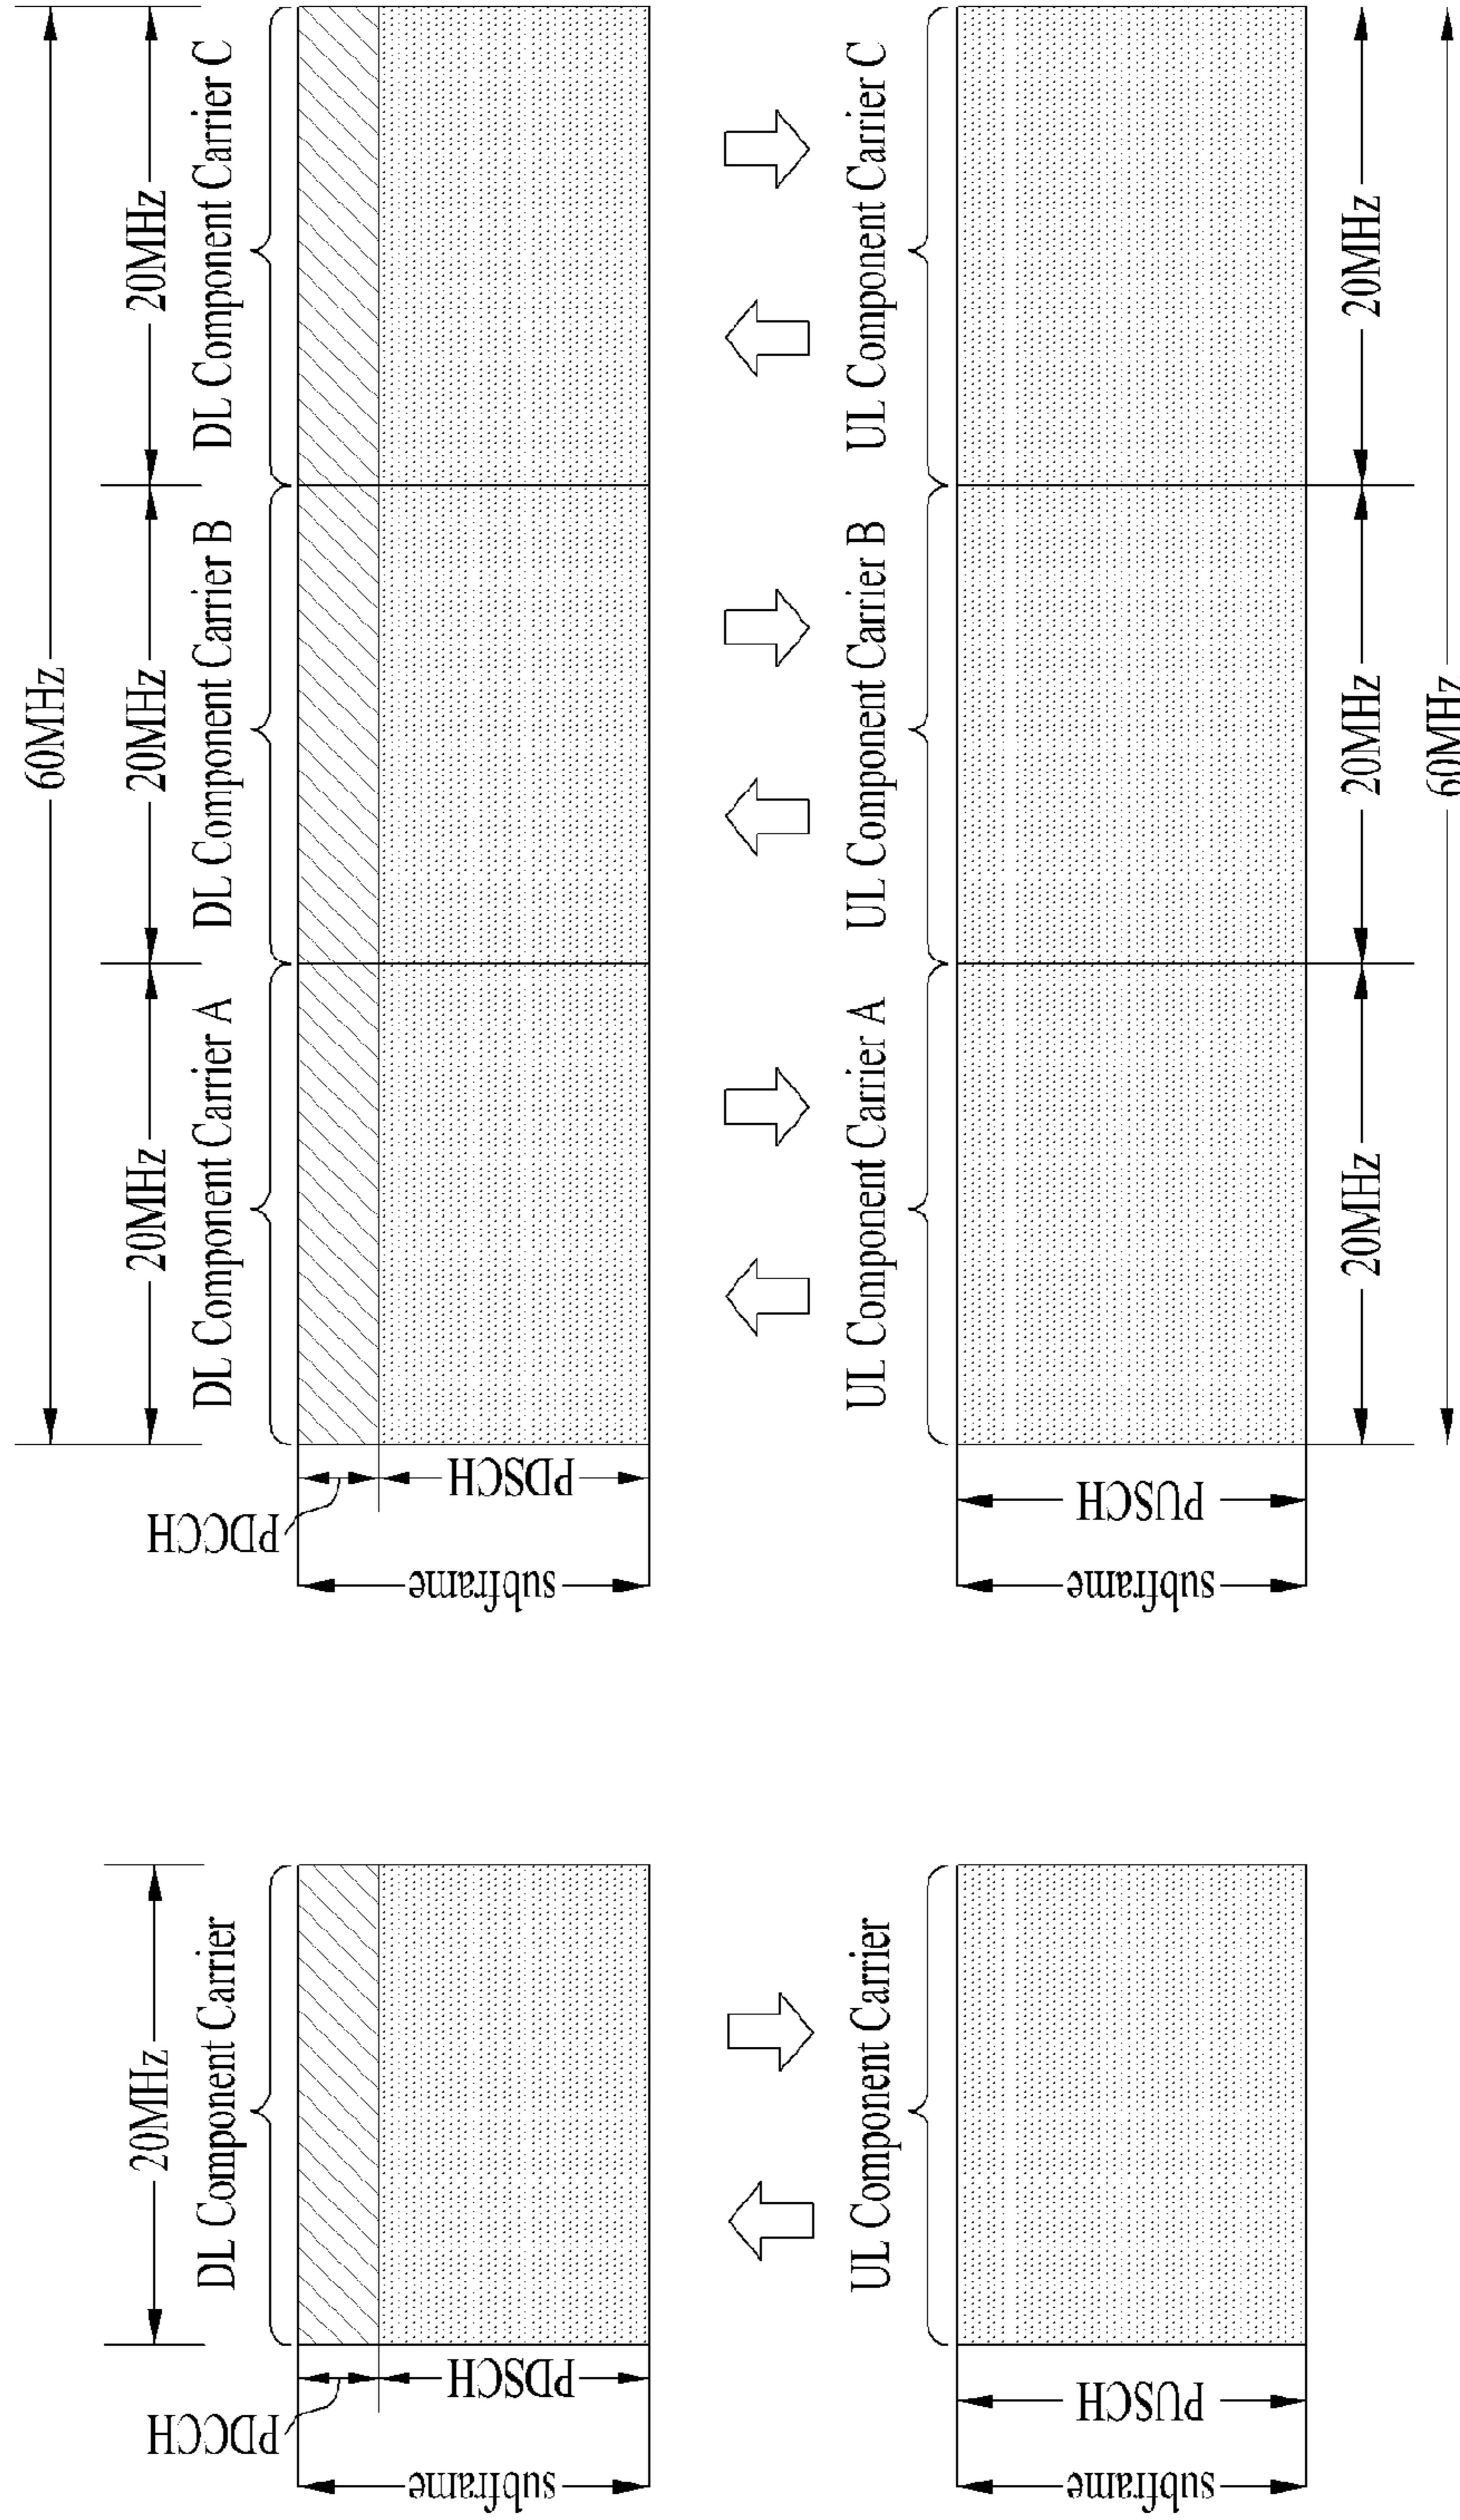 20MHz
DL Component Carrier
PDCCH
PDSCH
subframe
UL Component Carrier
PUSCH
subframe
60MHz
20MHz
20MHz
20MHz
DL Component Carrier A
DL Component Carrier B
DL Component Carrier C
PDCCH
PDSCH
subframe
UL Component Carrier A
UL Component Carrier B
UL Component Carrier C
PUSCH
subframe
20MHz
20MHz
20MHz
60MHz